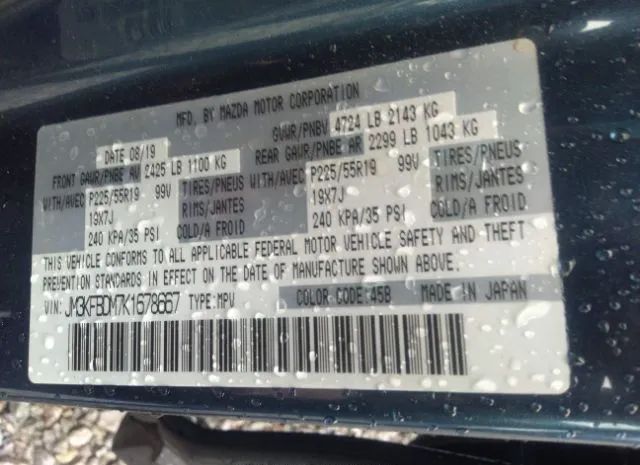 MFD. BY MAZDA MOTOR CORPORATION
DATE 08/19 GVWR/PNBV 4724 LB 2143 KG
FRONT GAWR/PNBE AV 2425 LB 1100 KG REAR GAWR/PNBE AR 2299 LB 1043 KG
WITH/AVEC P225/55R19 99V TIRES/PNEUS WITH/AVEC P225/55R19 99V TIRES/PNEUS
19X7J RIMS/JANTES 19X7J RIMS/JANTES
240 KPA/35 PSI COLD/A FROID 240 KPA/35 PSI COLD/A FROID
THIS VEHICLE CONFORMS TO ALL APPLICABLE FEDERAL MOTOR VEHICLE SAFETY AND THEFT
PREVENTION STANDARDS IN EFFECT ON THE DATE OF MANUFACTURE SHOWN ABOVE.
VIN: JM3KFBDM7K1678667 TYPE: MPV COLOR CODE:45B MADE IN JAPAN